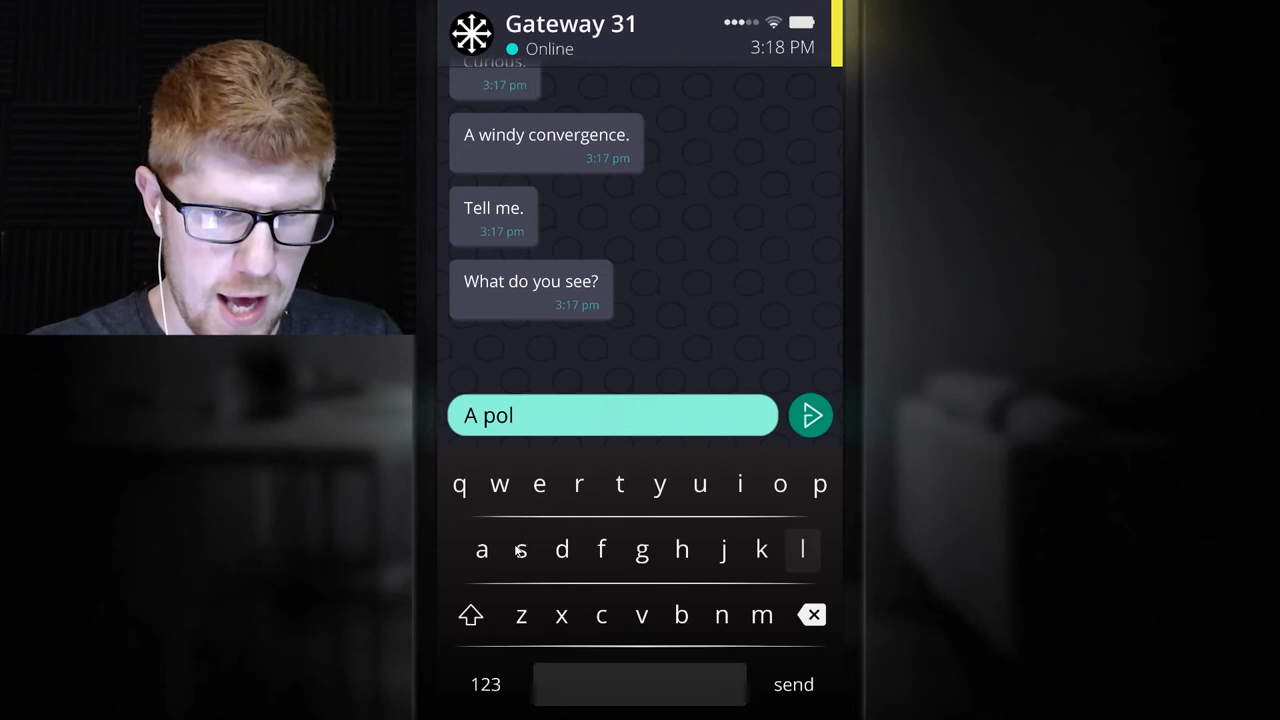 Gateway 31
Online
3:18 PM
Curious.
3:17 pm
A windy convergence.
3:17 pm
Tell me.
3:17 pm
What do you see?
3:17 pm
A pol
q w e r t y u i o p
a s d f g h j k l
z x c v b n m
123
send